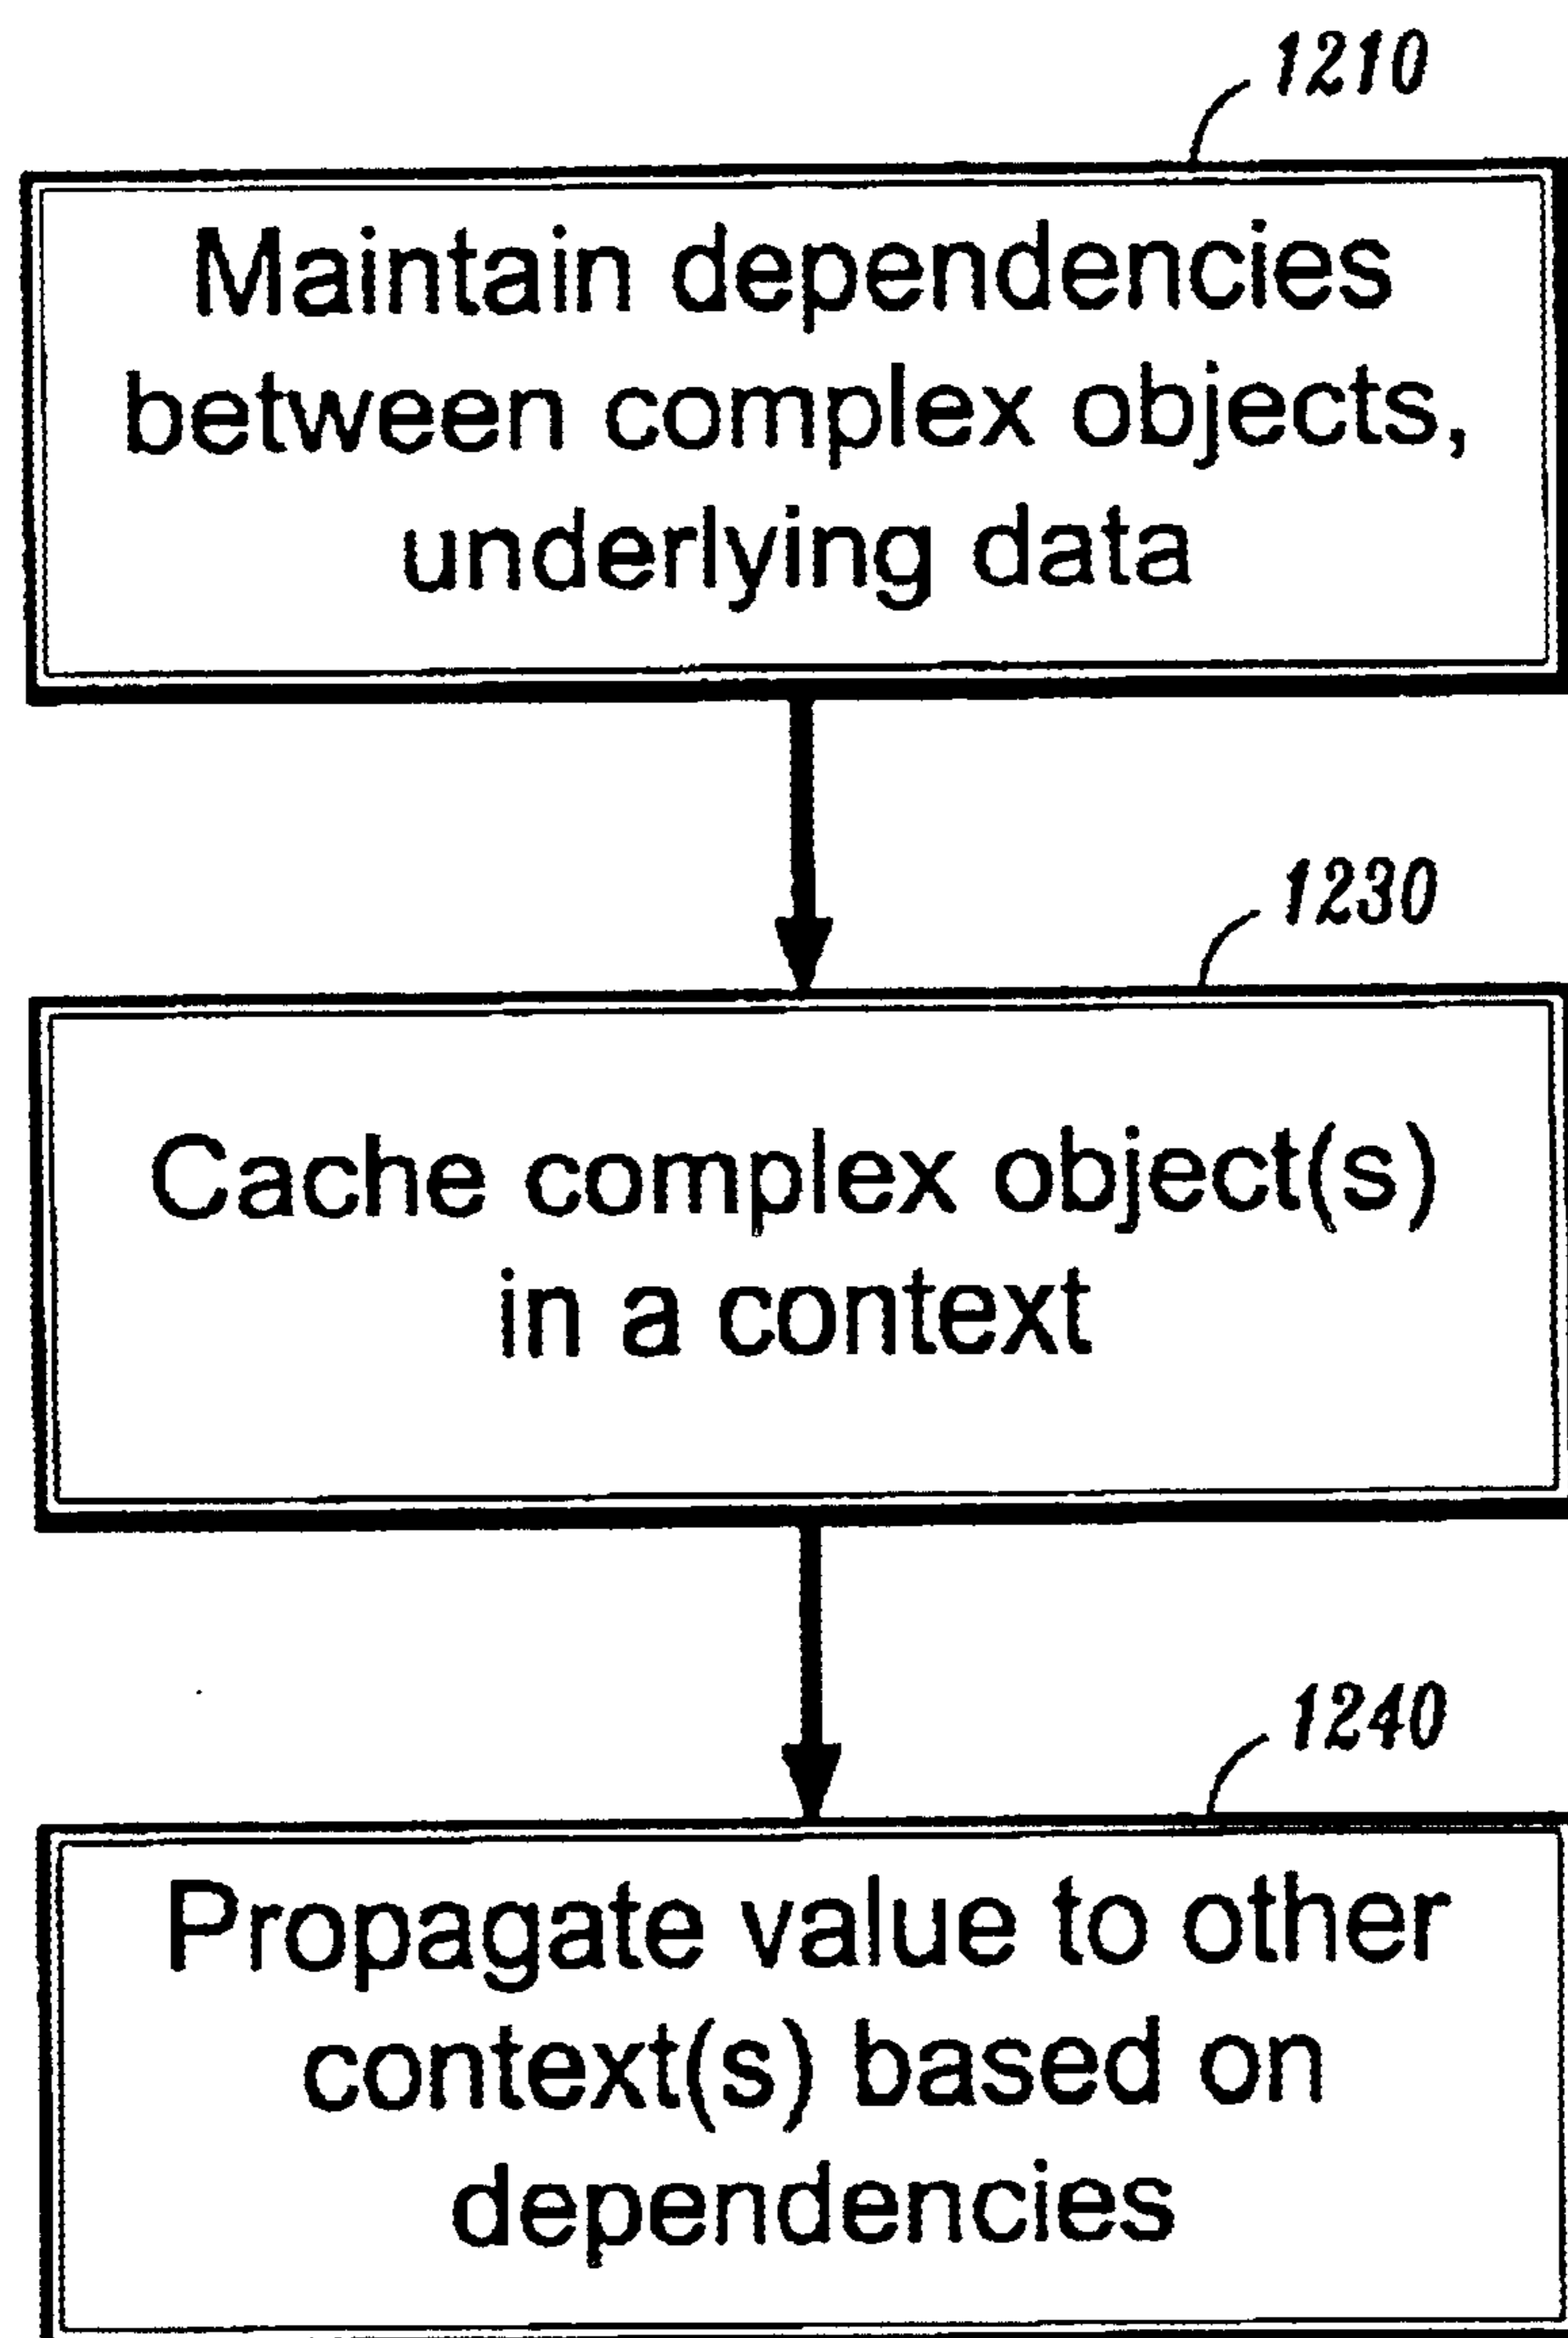 1210
Maintain dependencies
between complex objects,
underlying data
1230
Cache complex object(s)
in a context
1240
Propagate value to other
context(s) based on
dependencies